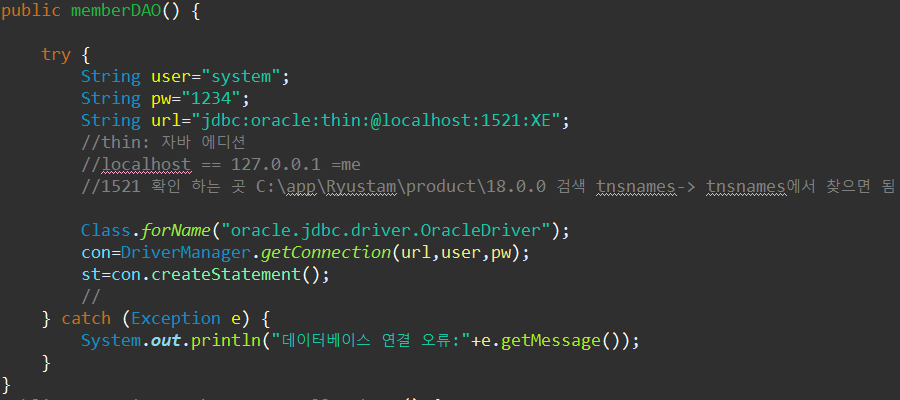 public memberDAO() {
try {
String user="system";
String pw="1234";
String url="jdbc:oracle:thin:@localhost:1521:XE";
//thin: 자바 에디션
//localhost == 127.0.0.1 =me
//1521 확인 하는 곳 C:\app\Ryustam\product\18.0.0 검색 tnsnames-> tnsnames에서 찾으면 됨
Class.forName("oracle.jdbc.driver.OracleDriver");
con=DriverManager.getConnection(url,user,pw);
st=con.createStatement();
//
} catch (Exception e) {
System.out.println("데이터베이스 연결 오류:"+e.getMessage());
}
}